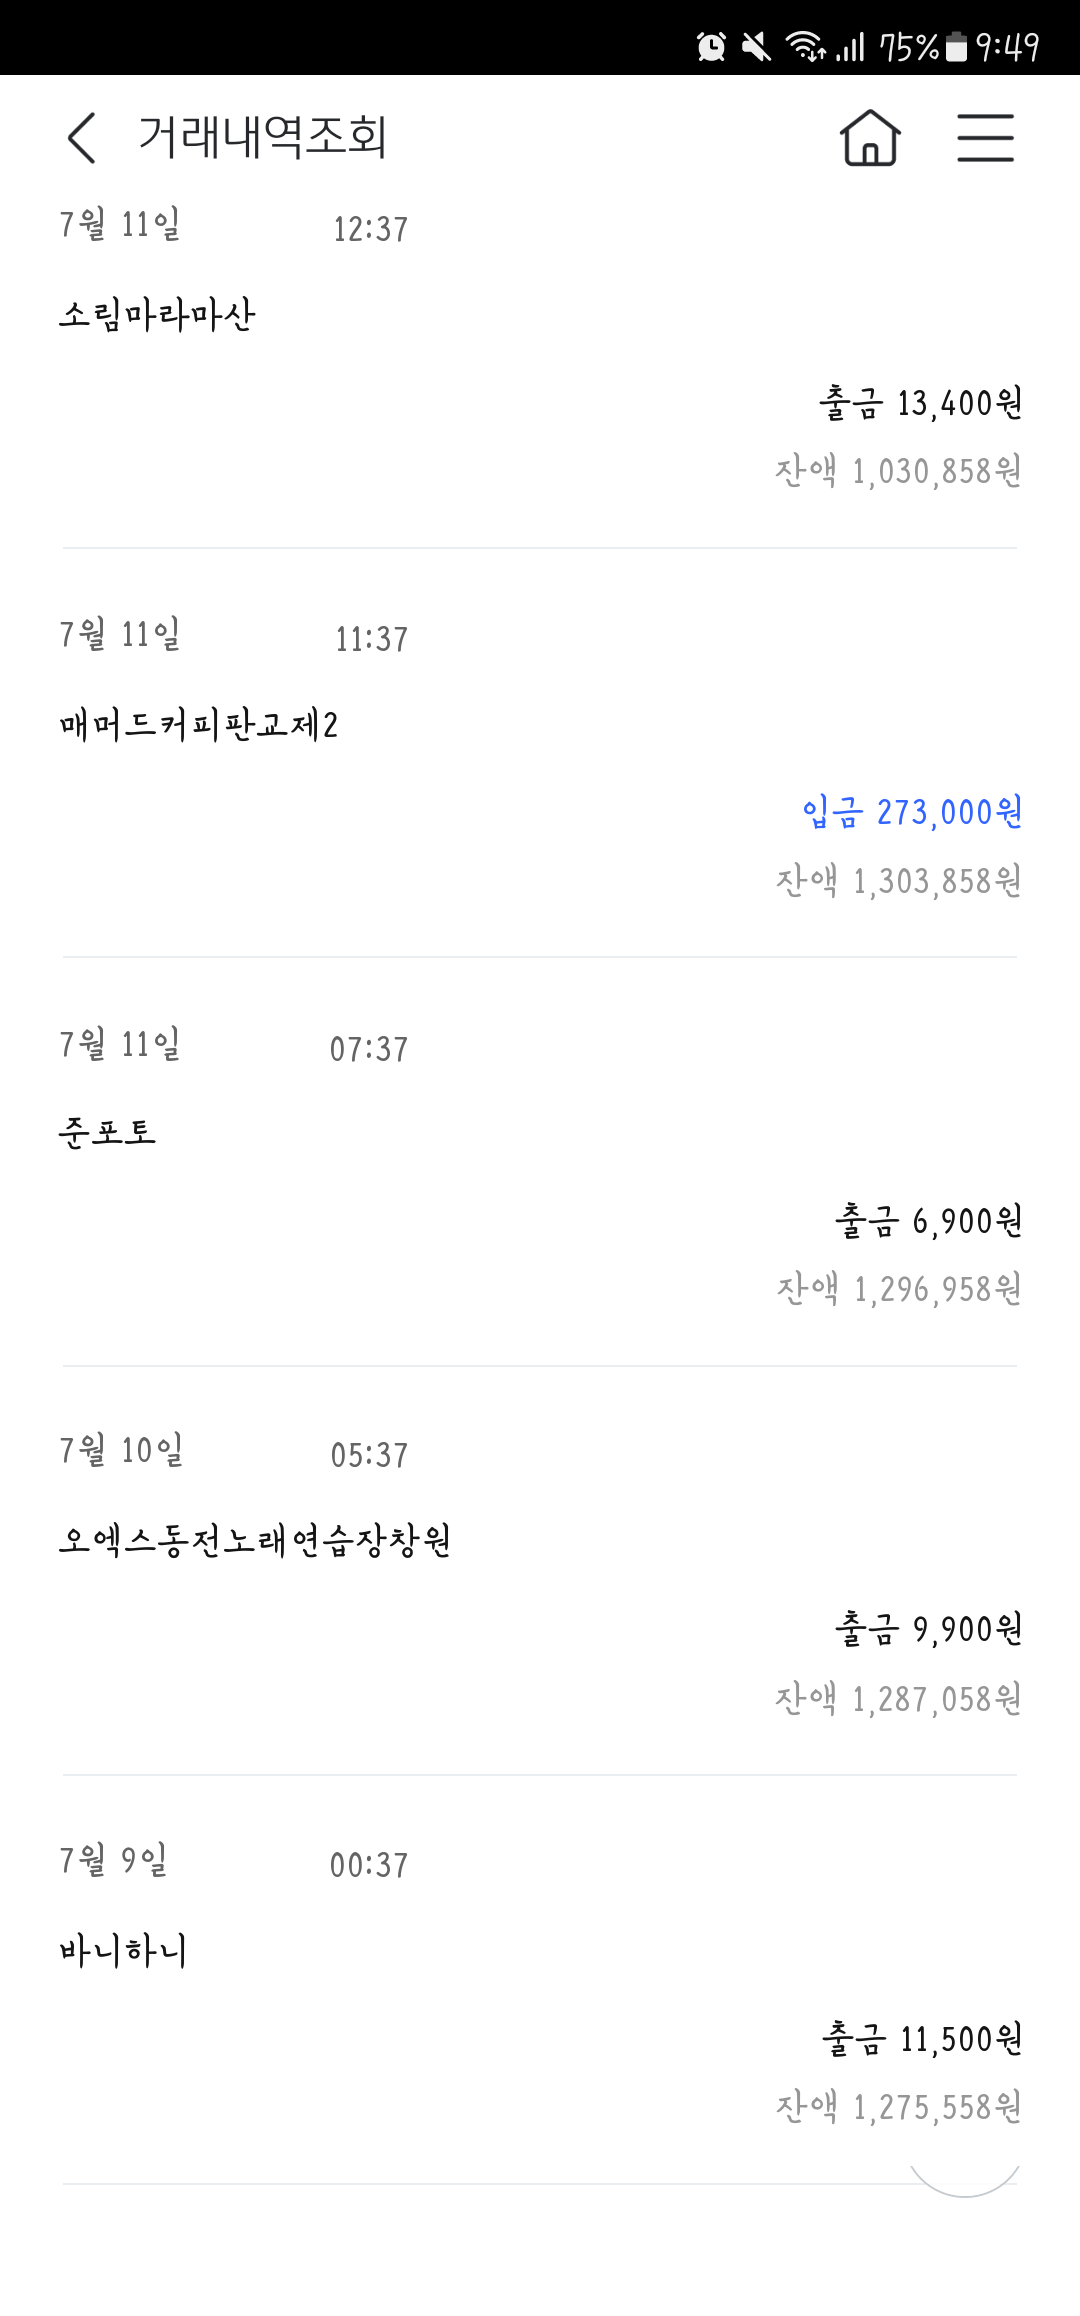 75% 9:49
거래내역조회
7월 11일 12:37
소림마라마산
출금 13,400원
잔액 1,030,858원
7월 11일 11:37
매머드커피판교제2
입금 273,000원
잔액 1,303,858원
7월 11일 07:37
준포토
출금 6,900원
잔액 1,296,958원
7월 10일 05:37
오엑스동전노래연습장창원
출금 9,900원
잔액 1,287,058원
7월 9일 00:37
바니하니
출금 11,500원
잔액 1,275,558원